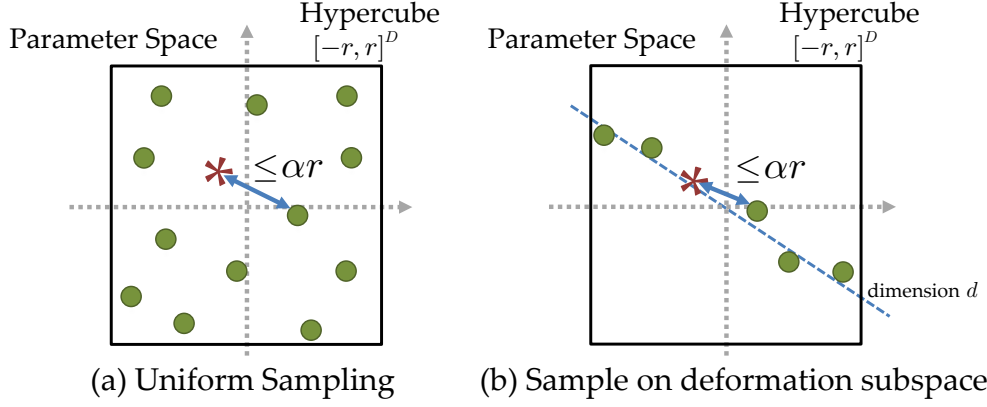 Parameter Space
Hypercube
[−r, r]^D
≤αr
(a) Uniform Sampling
Parameter Space
Hypercube
[−r, r]^D
≤αr
dimension d
(b) Sample on deformation subspace